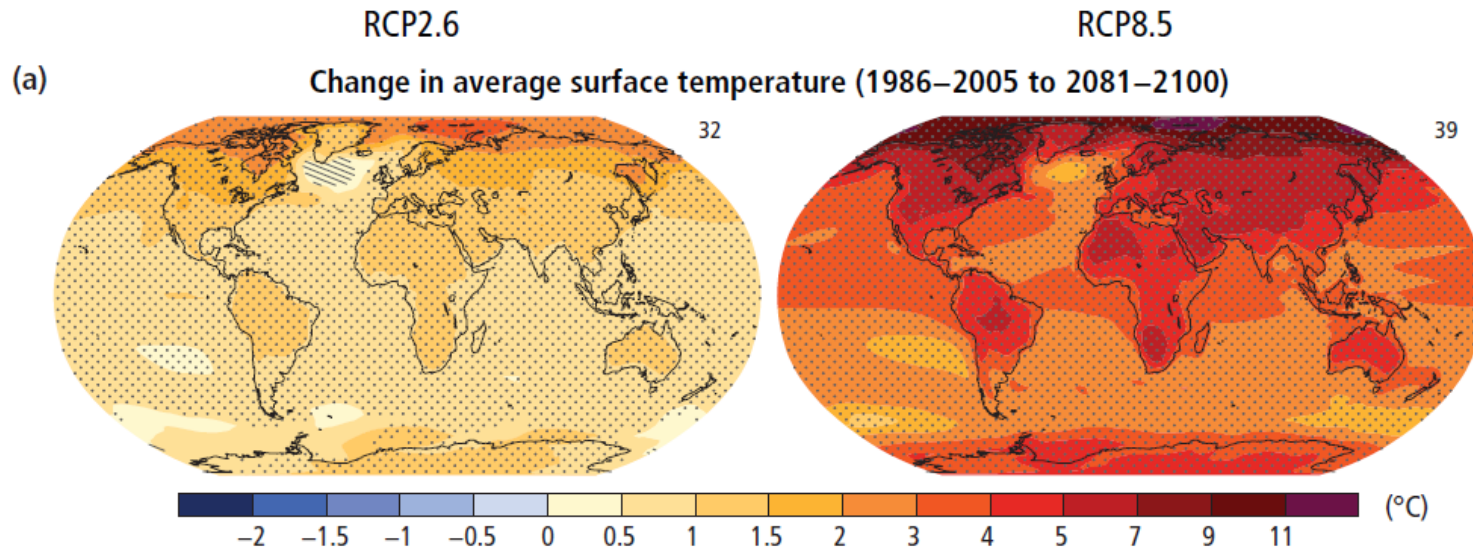 RCP2.6 RCP8.5
(a) Change in average surface temperature (1986–2005 to 2081–2100)
32 39
(°C)
−2 −1.5 −1 −0.5 0 0.5 1 1.5 2 3 4 5 7 9 11